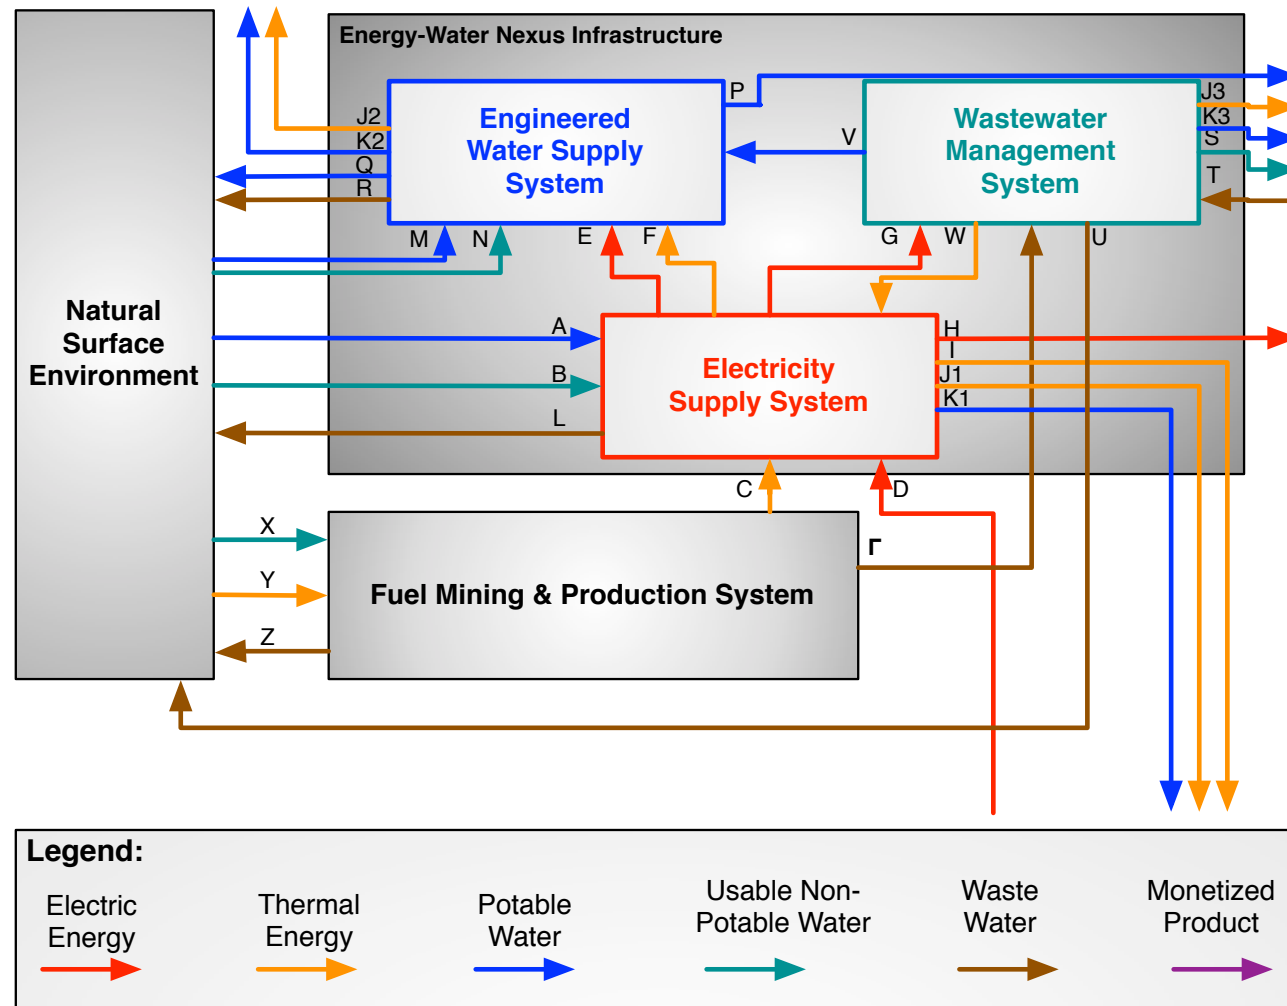 Energy-Water Nexus Infrastructure
P
J3
J2
Engineered
Water Supply
System
Wastewater
Management
System
K3
K2
V
S
Q
T
R
M
N
E
F
G
W
U
Natural
Surface
Environment
A
H
I
B
Electricity
Supply System
J1
K1
L
C
D
X
Γ
Y
Fuel Mining & Production System
Z
Legend:
Electric
Energy
Thermal
Energy
Potable
Water
Usable Non-
Potable Water
Waste
Water
Monetized
Product